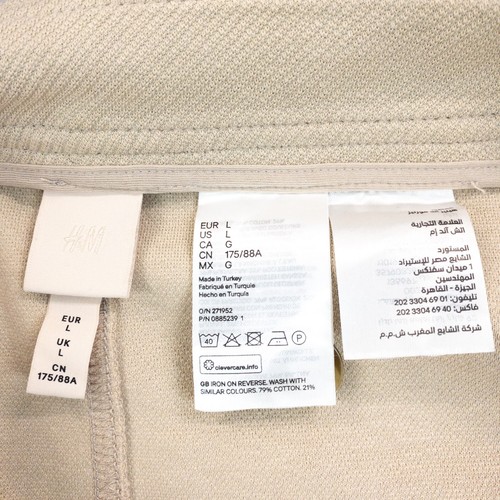 H&M
EUR
L
UK
L
CN
175/88A
EUR L
US L
CA G
CN 175/88A
MX G
Made in Turkey
Fabriqué en Turquie
Hecho en Turquía
O/N 271952
P/N 0885239 1
40
P
clevercare.info
GB IRON ON REVERSE. WASH WITH
SIMILAR COLOURS. 79% COTTON. 21%
العلامة التجارية
اتش آند إم
المستورد
الشايع مصر للإستيراد
١ ميدان سفنكس
المهندسين
الجيزة - القاهرة
تليفون: 01 69 3304 202
فاكس: 40 69 3304 202
شركة الشايع المغرب ش.م.م